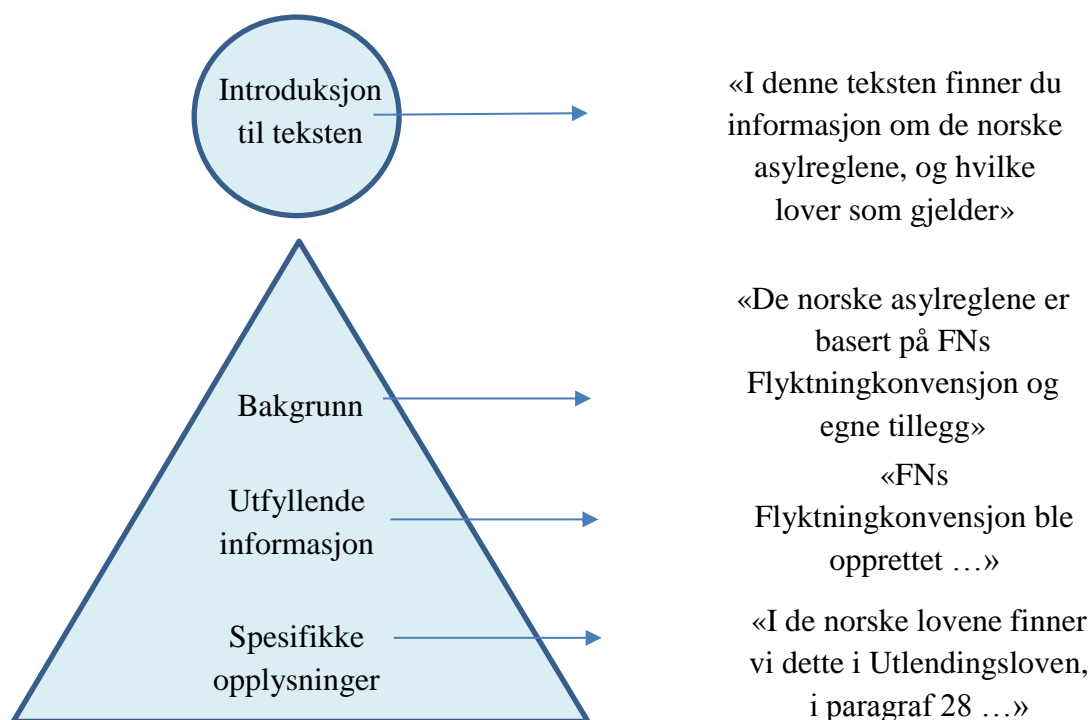 Introduksjon
til teksten
«I denne teksten finner du
informasjon om de norske
asylreglene, og hvilke
lover som gjelder»
Bakgrunn
«De norske asylreglene er
basert på FNs
Flyktningkonvensjon og
egne tillegg»
Utfyllende
informasjon
«FNs
Flyktningkonvensjon ble
opprettet …»
Spesifikke
opplysninger
«I de norske lovene finner
vi dette i Utlendingsloven,
i paragraf 28 …»